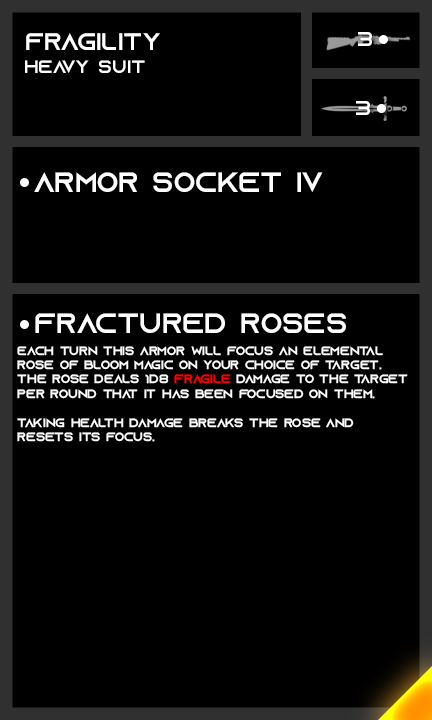 FRAGILITY
HEAVY SUIT
3•
3•
•ARMOR SOCKET IV
•FRACTURED ROSES
EACH TURN THIS ARMOR WILL FOCUS AN ELEMENTAL
ROSE OF BLOOM MAGIC ON YOUR CHOICE OF TARGET.
THE ROSE DEALS 1D8 FRAGILE DAMAGE TO THE TARGET
PER ROUND THAT IT HAS BEEN FOCUSED ON THEM.
TAKING HEALTH DAMAGE BREAKS THE ROSE AND
RESETS ITS FOCUS.